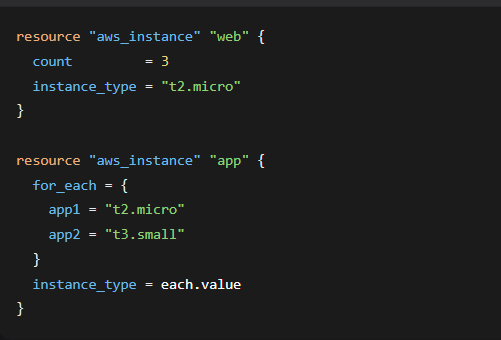 resource "aws_instance" "web" {
  count         = 3
  instance_type = "t2.micro"
}
resource "aws_instance" "app" {
  for_each = {
    app1 = "t2.micro"
    app2 = "t3.small"
  }
  instance_type = each.value
}